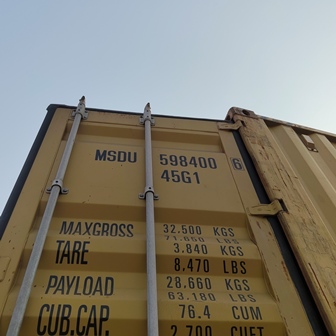 MSDU 598400 6
45G1
MAXGROSS 32.500 KGS
71.650 LBS
TARE 3.840 KGS
8.470 LBS
PAYLOAD 28.660 KGS
63.180 LBS
CUB.CAP. 76.4 CUM
2.700 CUFT